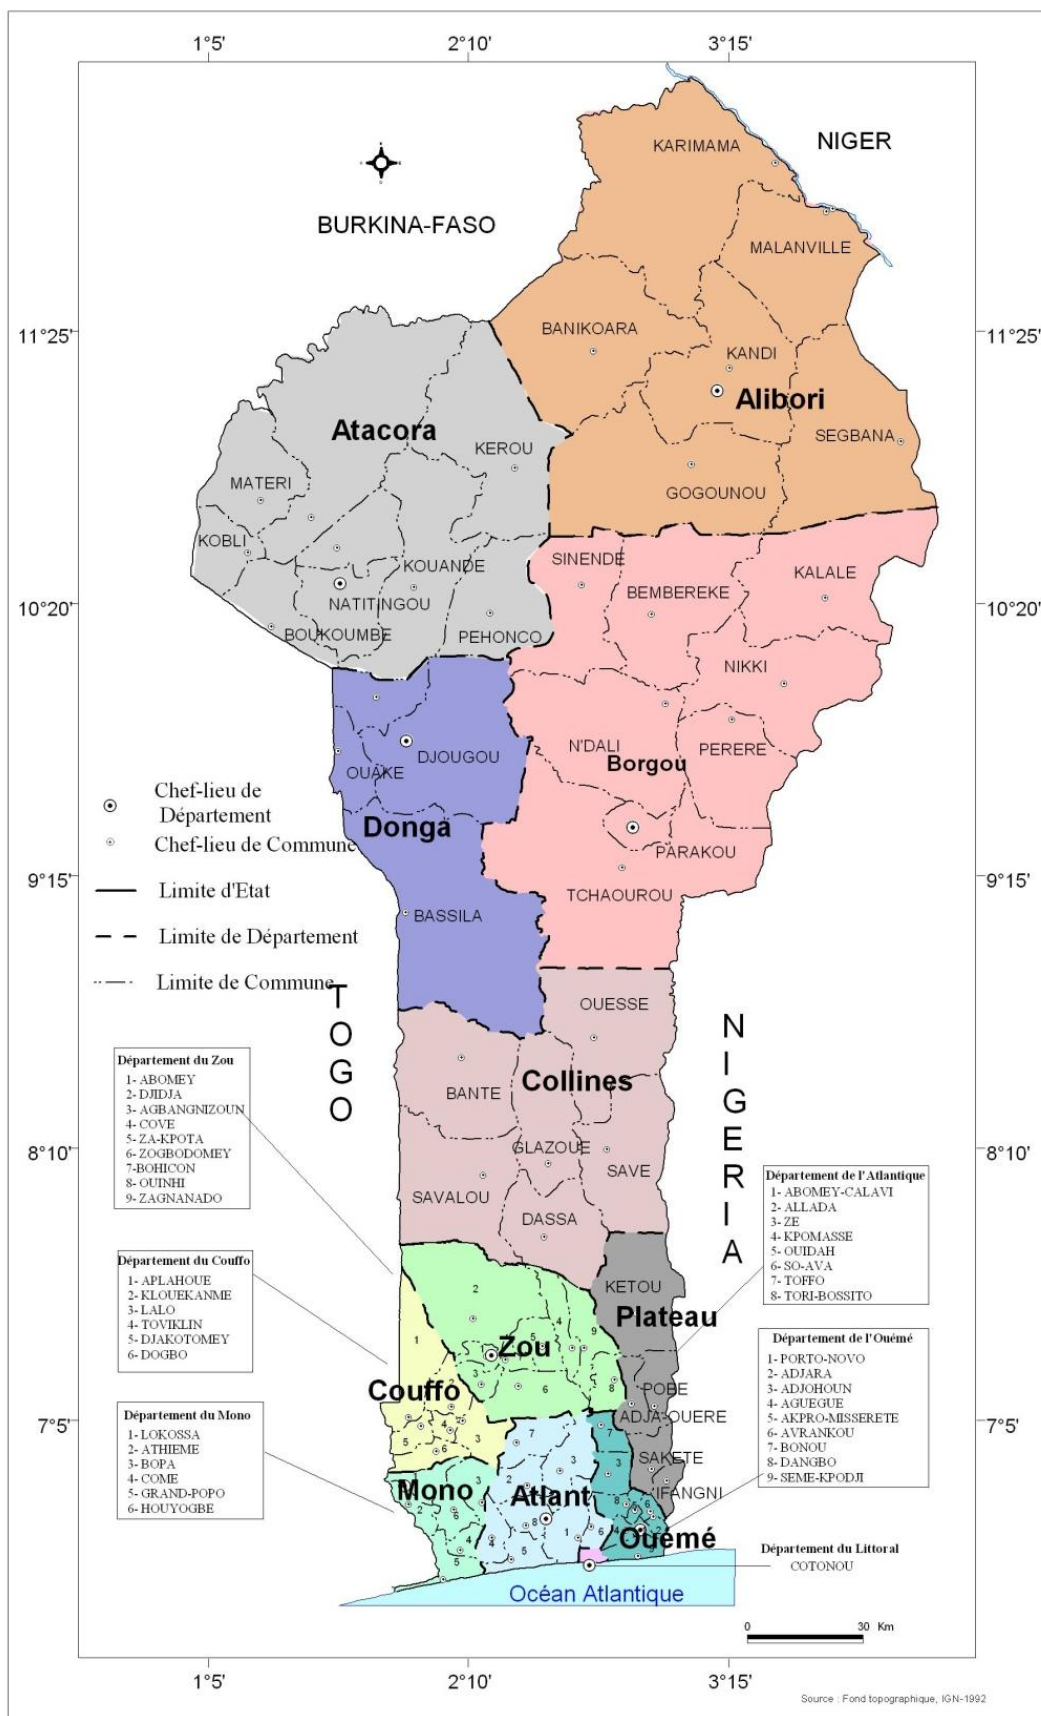 1°5'
2°10'
3°15'
KARIMAMA
NIGER
BURKINA-FASO
MALANVILLE
11°25'
11°25'
BANIKOARA
KANDI
Alibori
Atacora
SEGBANA
KEROU
MATERI
GOGOUNOU
KOBLI
SINENDE
KOUANDE
KALALE
BEMBEREKE
10°20'
10°20'
NATITINGOU
BOUKOUMBE
PEHONCO
NIKKI
N'DALI
PERERE
DJOUGOU
OUAKE
Borgou
Donga
PARAKOU
TCHAOUROU
BASSILA
9°15'
9°15'
Chef-lieu de
Département
Chef-lieu de Commune
Limite d'Etat
Limite de Département
Limite de Commune
TOGO
NIGERIA
OUESSE
Collines
BANTE
GLAZOUE
SAVE
SAVALOU
DASSA
8°10'
8°10'
Département du Zou
1- ABOMEY
2- DJIDJA
3- AGBANGNIZOUN
4- COVE
5- ZA-KPOTA
6- ZOGBODOMEY
7-BOHICON
8- OUINHI
9- ZAGNANADO
Département de l'Atlantique
1- ABOMEY-CALAVI
2- ALLADA
3- ZE
4- KPOMASSE
5- OUIDAH
6- SO-AVA
7- TOFFO
8- TORI-BOSSITO
Département du Couffo
1- APLAHOUE
2- KLOUEKANME
3- LALO
4- TOVIKLIN
5- DJAKOTOMEY
6- DOGBO
KETOU
Plateau
Zou
Couffo
POBE
ADJA-OUERE
SAKETE
IFANGNI
7°5'
7°5'
Département de l'Ouémé
1- PORTO-NOVO
2- ADJARA
3- ADJOHOUN
4- AGUEGUE
5- AKPRO-MISSERETE
6- AVRANKOU
7- BONOU
8- DANGBO
9- SEME-KPODJI
Département du Mono
1- LOKOSSA
2- ATHIEME
3- BOPA
4- COME
5- GRAND-POPO
6- HOUYOGBE
Mono
Atlant
Ouémé
Département du Littoral
COTONOU
Océan Atlantique
0 30 Km
1°5'
2°10'
3°15'
Source : Fond topographique, IGN-1992